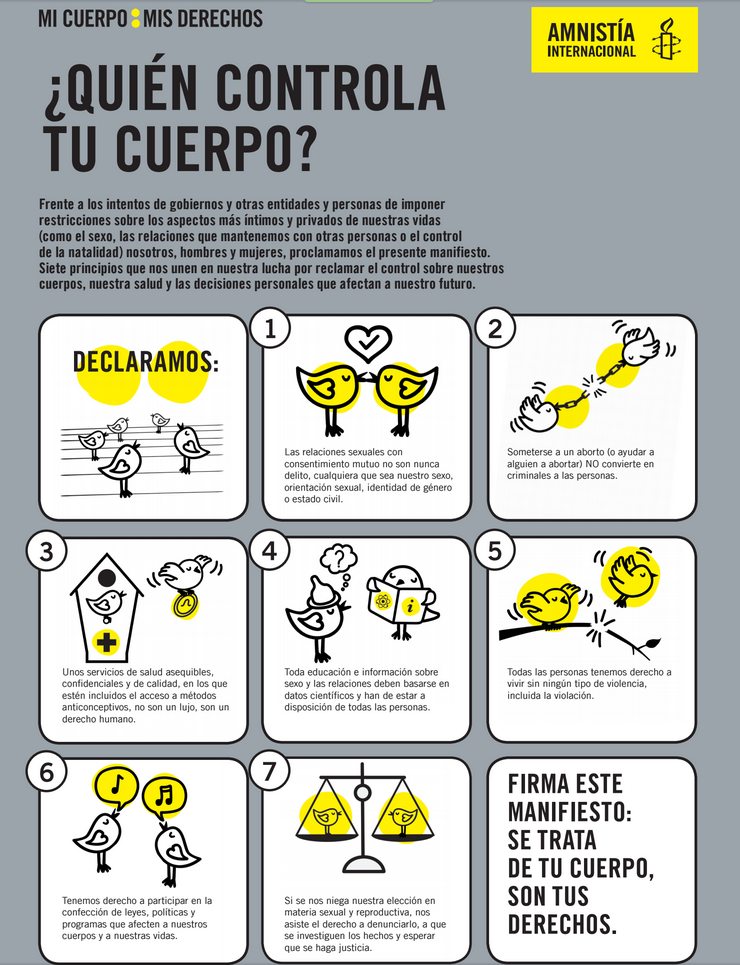 MI CUERPO:MIS DERECHOS
AMNISTÍA
INTERNACIONAL
¿QUIÉN CONTROLA
TU CUERPO?
Frente a los intentos de gobiernos y otras entidades y personas de imponer
restricciones sobre los aspectos más íntimos y privados de nuestras vidas
(como el sexo, las relaciones que mantenemos con otras personas o el control
de la natalidad) nosotros, hombres y mujeres, proclamamos el presente manifiesto.
Siete principios que nos unen en nuestra lucha por reclamar el control sobre nuestros
cuerpos, nuestra salud y las decisiones personales que afectan a nuestro futuro.
DECLARAMOS:
1
Las relaciones sexuales con
consentimiento mutuo no son nunca
delito, cualquiera que sea nuestro sexo,
orientación sexual, identidad de género
o estado civil.
2
Someterse a un aborto (o ayudar a
alguien a abortar) NO convierte en
criminales a las personas.
3
Unos servicios de salud asequibles,
confidenciales y de calidad, en los que
estén incluidos el acceso a métodos
anticonceptivos, no son un lujo, son un
derecho humano.
4
?
i
Toda educación e información sobre
sexo y las relaciones deben basarse en
datos científicos y han de estar a
disposición de todas las personas.
5
Todas las personas tenemos derecho a
vivir sin ningún tipo de violencia,
incluida la violación.
6
Tenemos derecho a participar en la
confección de leyes, políticas y
programas que afecten a nuestros
cuerpos y a nuestras vidas.
7
Si se nos niega nuestra elección en
materia sexual y reproductiva, nos
asiste el derecho a denunciarlo, a que
se investiguen los hechos y esperar
que se haga justicia.
FIRMA ESTE
MANIFIESTO:
SE TRATA
DE TU CUERPO,
SON TUS
DERECHOS.